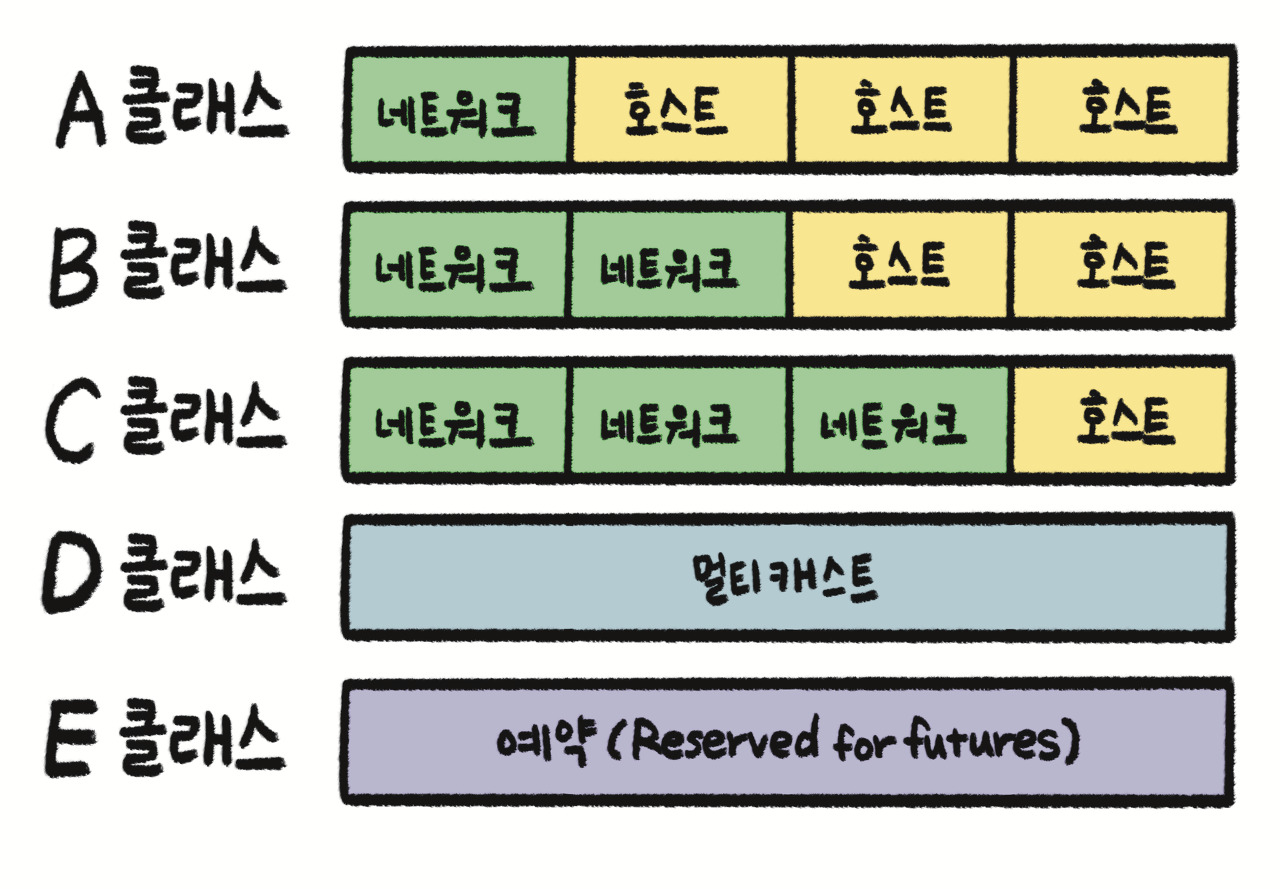 A 클래스 네트워크 호스트 호스트 호스트
B 클래스 네트워크 네트워크 호스트 호스트
C 클래스 네트워크 네트워크 네트워크 호스트
D 클래스 멀티캐스트
E 클래스 예약 (Reserved for futures)